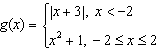 g(x) = { |x + 3|, x < −2
x² + 1, − 2 ≤ x ≤ 2